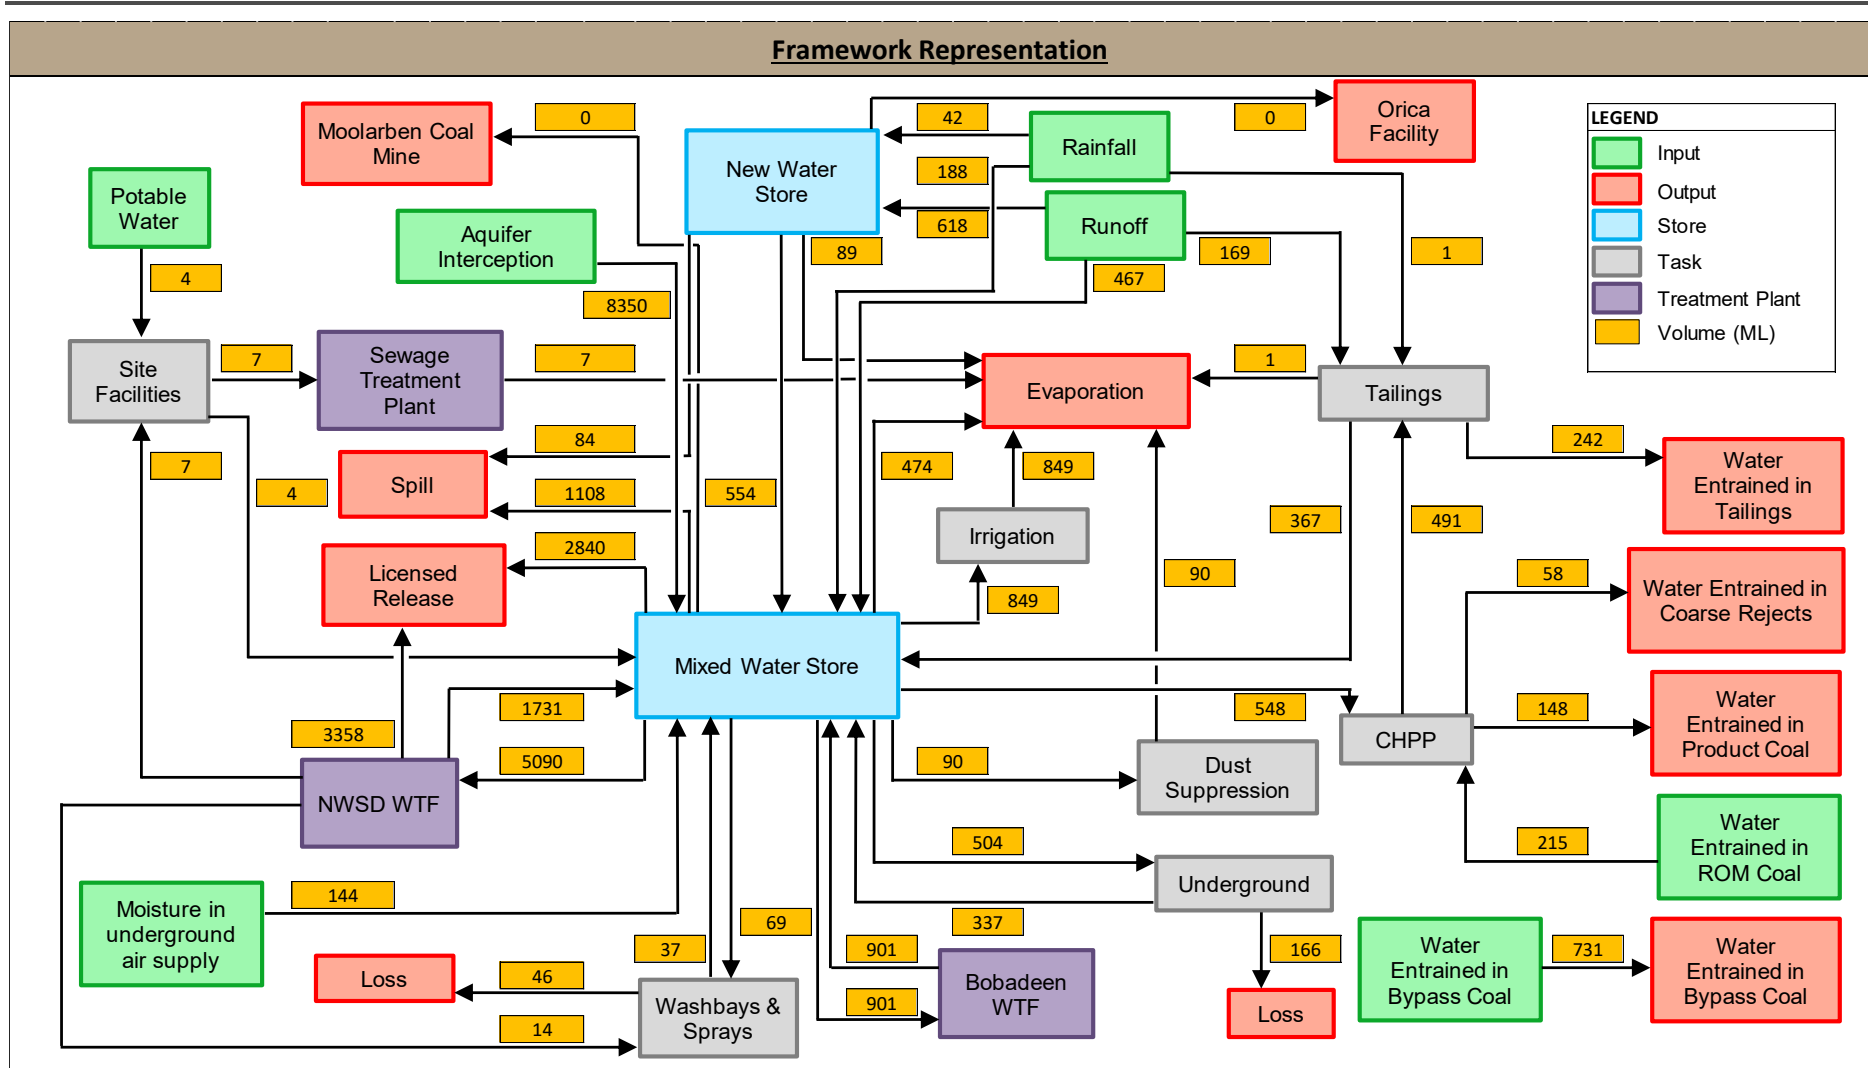 Framework Representation
Moolarben Coal
Mine
0
42
0
Orica
Facility
LEGEND
Input
Output
Store
Task
Treatment Plant
Volume (ML)
New Water
Store
Rainfall
188
Potable
Water
Aquifer
Interception
618
Runoff
89
467
169
1
4
8350
Site
Facilities
7
Sewage
Treatment
Plant
7
Evaporation
1
Tailings
84
Spill
1108
7
4
554
474
849
242
Water
Entrained in
Tailings
2840
Licensed
Release
Irrigation
849
367
491
90
58
Water Entrained in
Coarse Rejects
Mixed Water Store
1731
3358
5090
548
148
Water
Entrained in
Product Coal
CHPP
NWSD WTF
90
Dust
Suppression
504
215
Water
Entrained in
ROM Coal
Underground
Moisture in
underground
air supply
144
69
337
37
901
166
Water
Entrained in
Bypass Coal
731
Water
Entrained in
Bypass Coal
Loss
46
Washbays &
Sprays
901
Bobadeen
WTF
Loss
14